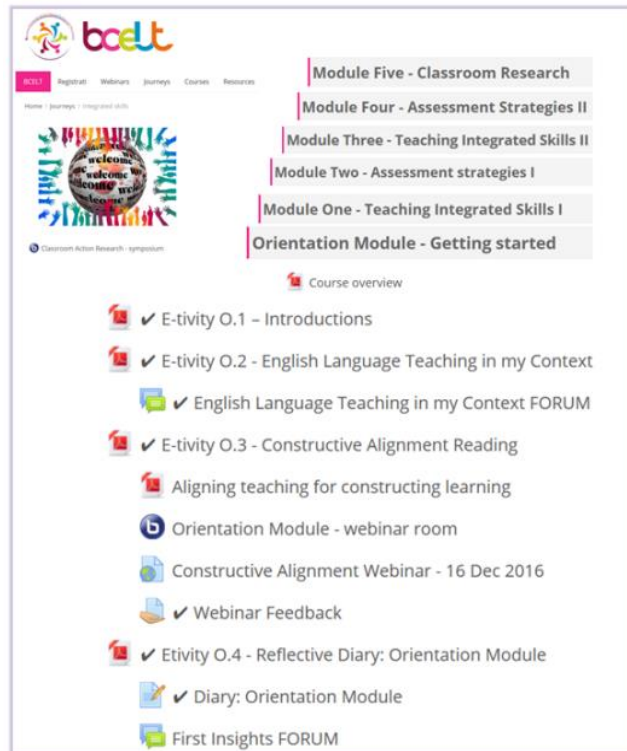 bcelt
BCELT Registrati Webinars Journeys Courses Resources
Home / Journeys / Integrated skills
welcome
welcome
welcome
Classroom Action Research - symposium
Module Five - Classroom Research
Module Four - Assessment Strategies II
Module Three - Teaching Integrated Skills II
Module Two - Assessment strategies I
Module One - Teaching Integrated Skills I
Orientation Module - Getting started
Course overview
✔ E-tivity O.1 – Introductions
✔ E-tivity O.2 - English Language Teaching in my Context
✔ English Language Teaching in my Context FORUM
✔ E-tivity O.3 - Constructive Alignment Reading
Aligning teaching for constructing learning
Orientation Module - webinar room
Constructive Alignment Webinar - 16 Dec 2016
✔ Webinar Feedback
✔ Etivity O.4 - Reflective Diary: Orientation Module
✔ Diary: Orientation Module
First Insights FORUM